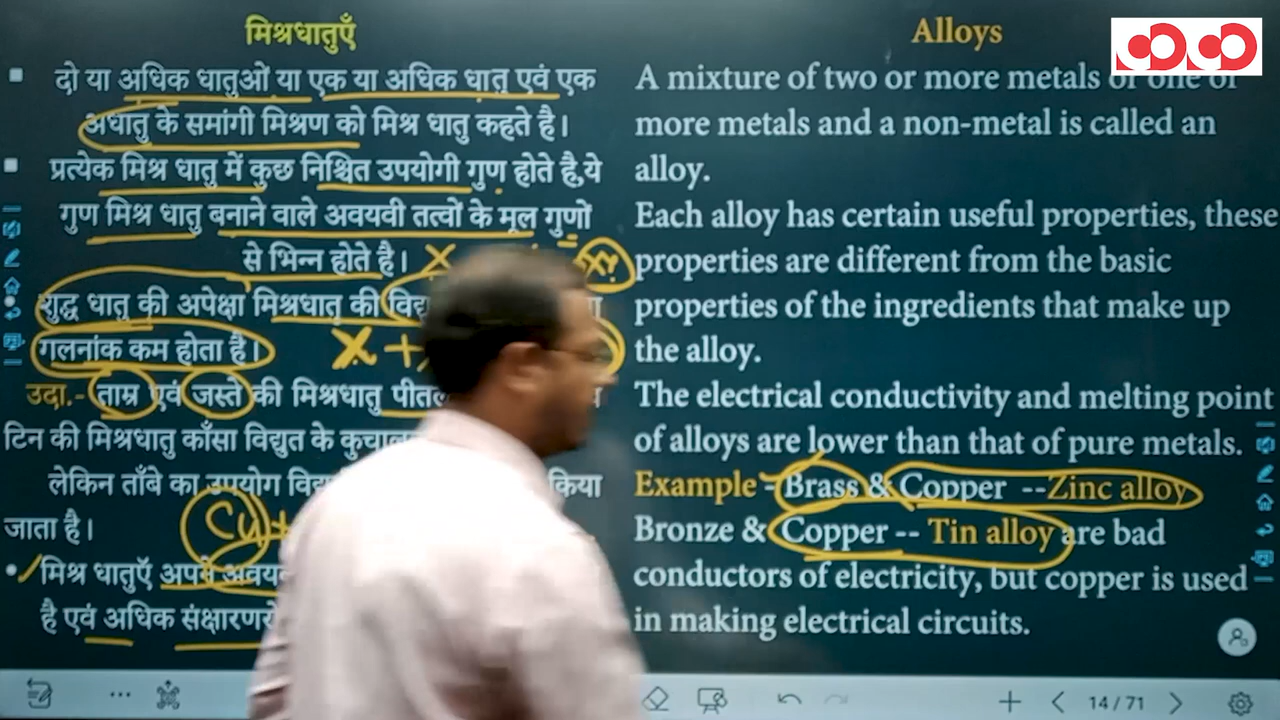 मिश्रधातुएँ
दो या अधिक धातुओं या एक या अधिक धातु एवं एक
अधातु के समांगी मिश्रण को मिश्र धातु कहते है।
प्रत्येक मिश्र धातु में कुछ निश्चित उपयोगी गुण होते है,ये
गुण मिश्र धातु बनाने वाले अवयवी तत्वों के मूल गुणों
से भिन्न होते है। X
शुद्ध धातु की अपेक्षा मिश्रधातु की
गलनांक कम होता है। X +
उदा.- ताम्र एवं जस्ते की मिश्रधातु
टिन की मिश्रधातु काँसा विद्युत के
लेकिन ताँबे का उपयोग किया
जाता है। Cu+
मिश्र धातुएँ अपने
है एवं अधिक
Alloys
A mixture of two or more metals or one or
more metals and a non-metal is called an
alloy.
Each alloy has certain useful properties, these
properties are different from the basic
properties of the ingredients that make up
the alloy.
The electrical conductivity and melting point
of alloys are lower than that of pure metals.
Example - Brass & Copper --Zinc alloy
Bronze & Copper -- Tin alloy are bad
conductors of electricity, but copper is used
in making electrical circuits.
14 / 71